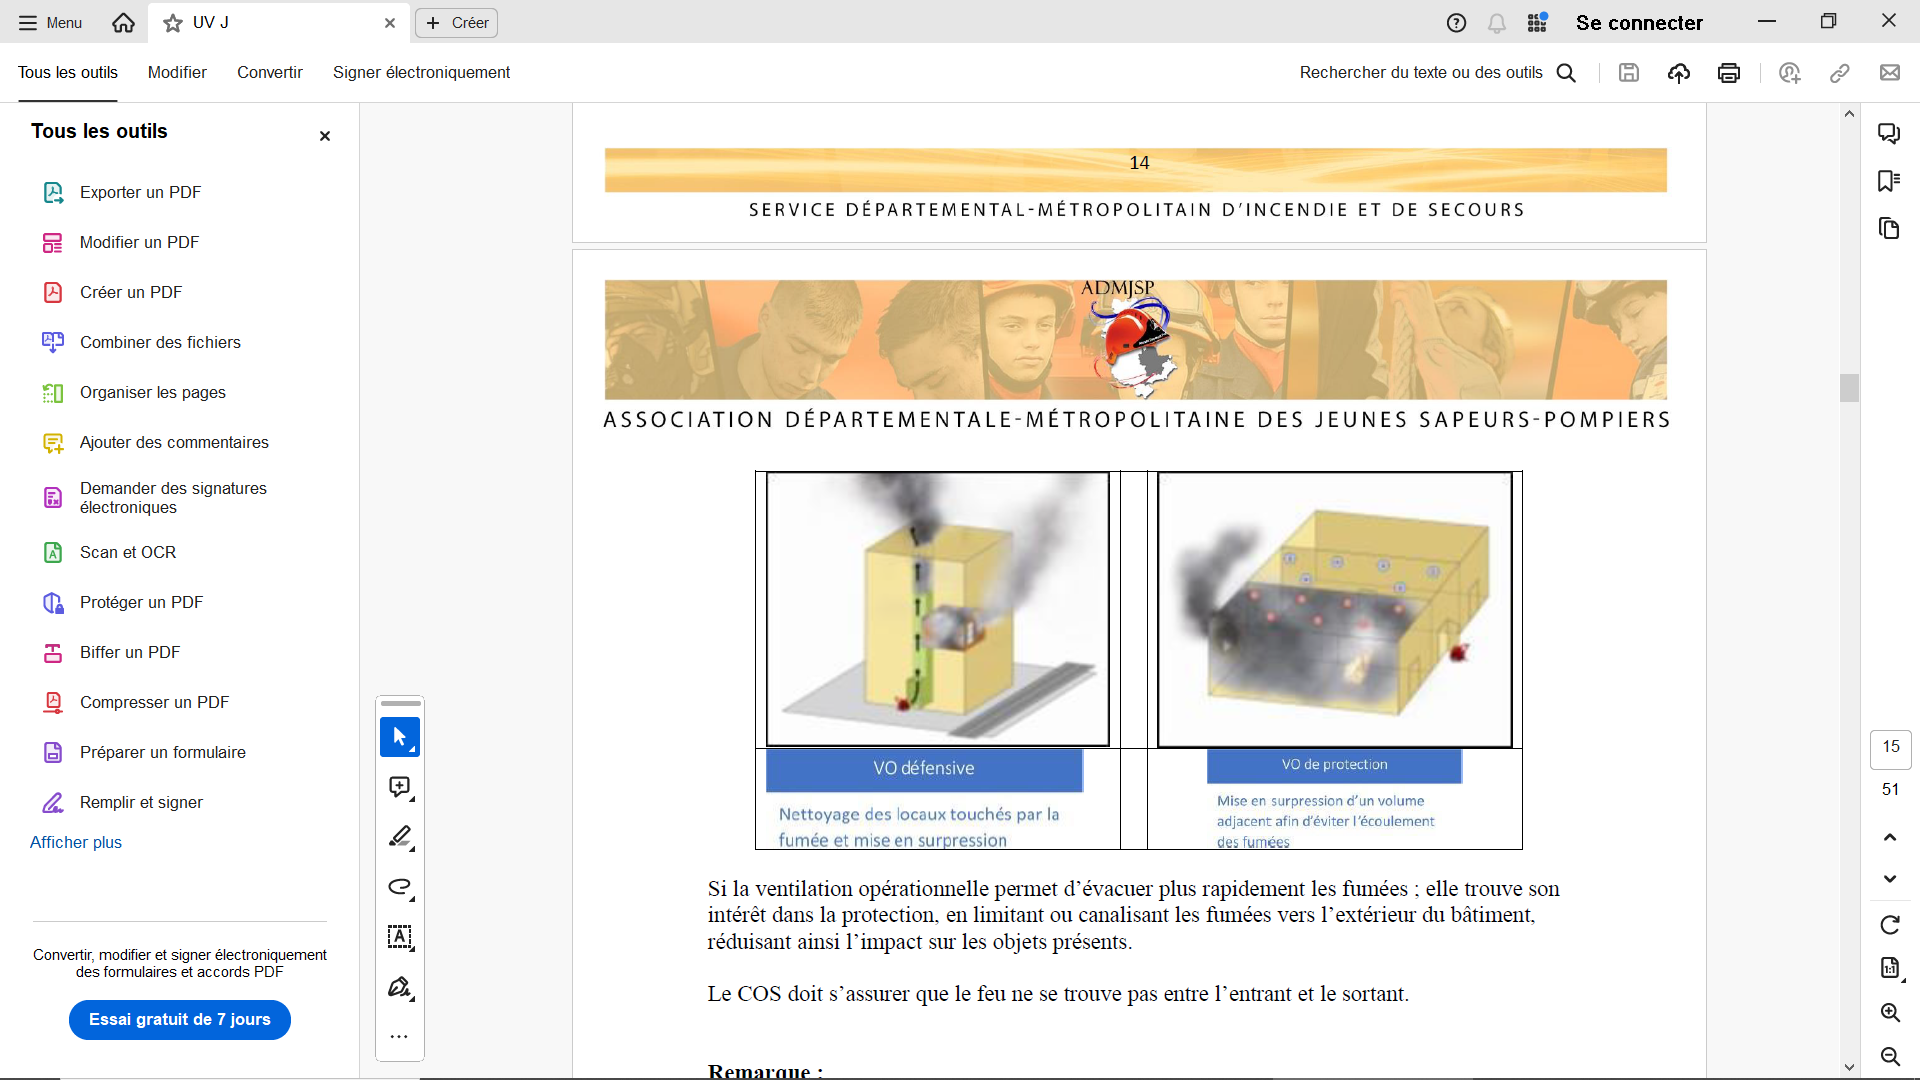 Menu
UV J
Créer
Se connecter
Tous les outils
Modifier
Convertir
Signer électroniquement
Rechercher du texte ou des outils
Tous les outils
Exporter un PDF
Modifier un PDF
Créer un PDF
Combiner des fichiers
Organiser les pages
Ajouter des commentaires
Demander des signatures
électroniques
Scan et OCR
Protéger un PDF
Biffer un PDF
Compresser un PDF
Préparer un formulaire
Remplir et signer
Afficher plus
Convertir, modifier et signer électroniquement
des formulaires et accords PDF
Essai gratuit de 7 jours
14
SERVICE DÉPARTEMENTAL-MÉTROPOLITAIN D'INCENDIE ET DE SECOURS
ADMJSP
ASSOCIATION DÉPARTEMENTALE-MÉTROPOLITAINE DES JEUNES SAPEURS-POMPIERS
VO défensive
Nettoyage des locaux touchés par la
fumée et mise en surpression
VO de protection
Mise en surpression d'un volume
adjacent afin d'éviter l'écoulement
des fumées
Si la ventilation opérationnelle permet d'évacuer plus rapidement les fumées ; elle trouve son
intérêt dans la protection, en limitant ou canalisant les fumées vers l'extérieur du bâtiment,
réduisant ainsi l'impact sur les objets présents.
Le COS doit s'assurer que le feu ne se trouve pas entre l'entrant et le sortant.
Remarque :
15
51